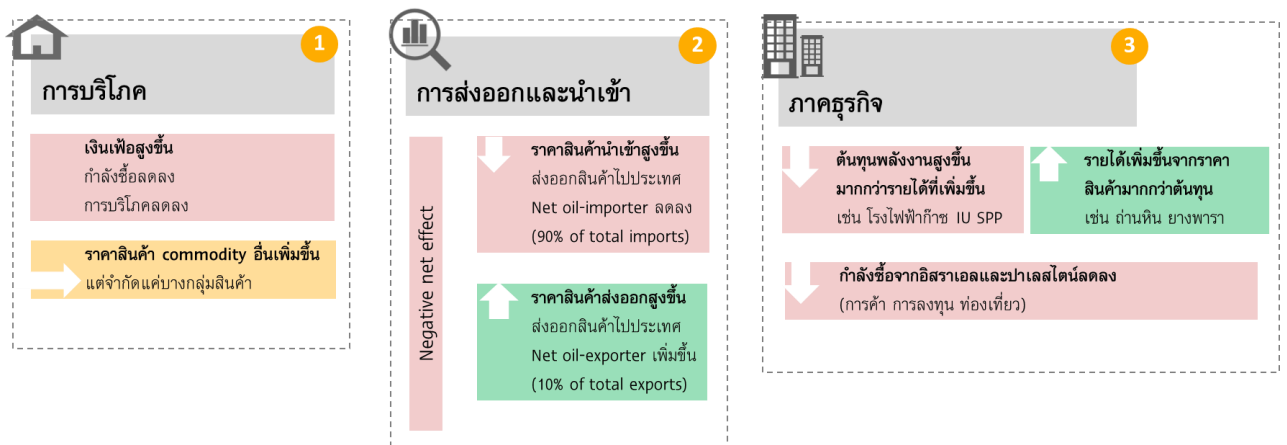 1
การบริโภค
เงินเฟ้อสูงขึ้น
กำลังซื้อลดลง
การบริโภคลดลง
ราคาสินค้า commodity อื่นเพิ่มขึ้น
แต่จำกัดแค่บางกลุ่มสินค้า
2
การส่งออกและนำเข้า
Negative net effect
ราคาสินค้านำเข้าสูงขึ้น
ส่งออกสินค้าไปประเทศ
Net oil-importer ลดลง
(90% of total imports)
ราคาสินค้าส่งออกสูงขึ้น
ส่งออกสินค้าไปประเทศ
Net oil-exporter เพิ่มขึ้น
(10% of total exports)
3
ภาคธุรกิจ
ต้นทุนพลังงานสูงขึ้น
มากกว่ารายได้ที่เพิ่มขึ้น
เช่น โรงไฟฟ้าก๊าซ IU SPP
รายได้เพิ่มขึ้นจากราคา
สินค้ามากกว่าต้นทุน
เช่น ถ่านหิน ยางพารา
กำลังซื้อจากอิสราเอลและปาเลสไตน์ลดลง
(การค้า การลงทุน ท่องเที่ยว)